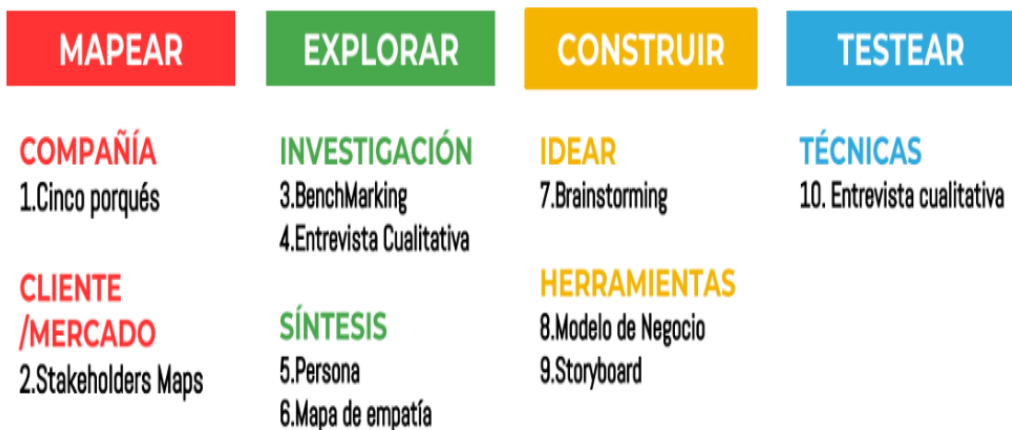 MAPEAR
COMPAÑÍA
1.Cinco porqués
CLIENTE
/MERCADO
2.Stakeholders Maps
EXPLORAR
INVESTIGACIÓN
3.BenchMarking
4.Entrevista Cualitativa
SÍNTESIS
5.Persona
6.Mapa de empatía
CONSTRUIR
IDEAR
7.Brainstorming
HERRAMIENTAS
8.Modelo de Negocio
9.Storyboard
TESTEAR
TÉCNICAS
10. Entrevista cualitativa